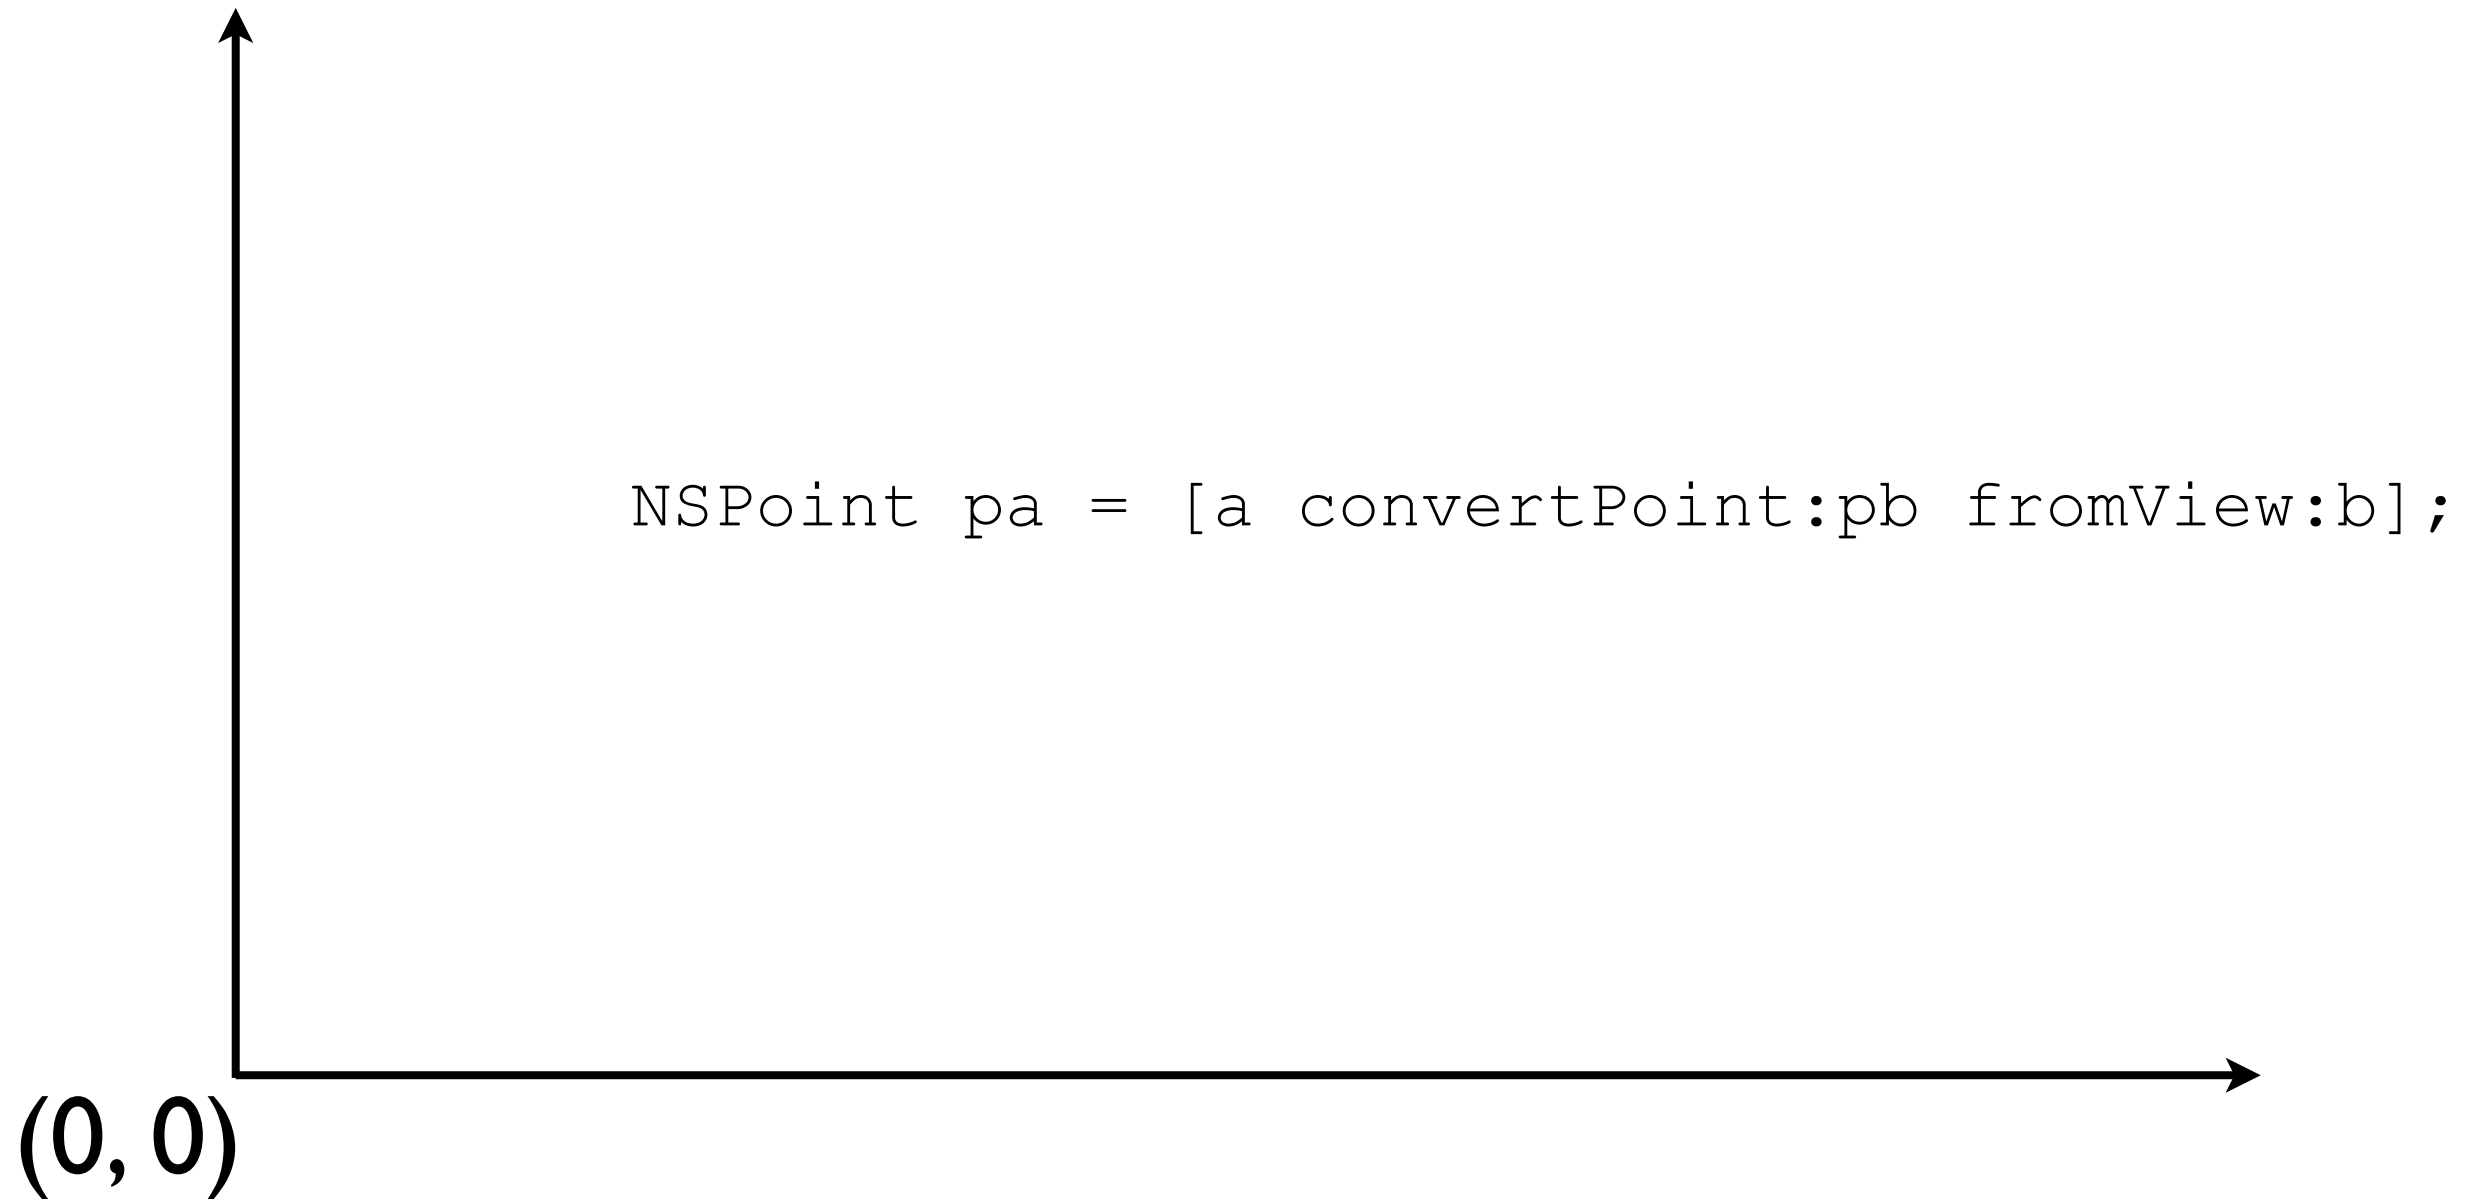 NSPoint pa = [a convertPoint:pb fromView:b];
(0, 0)